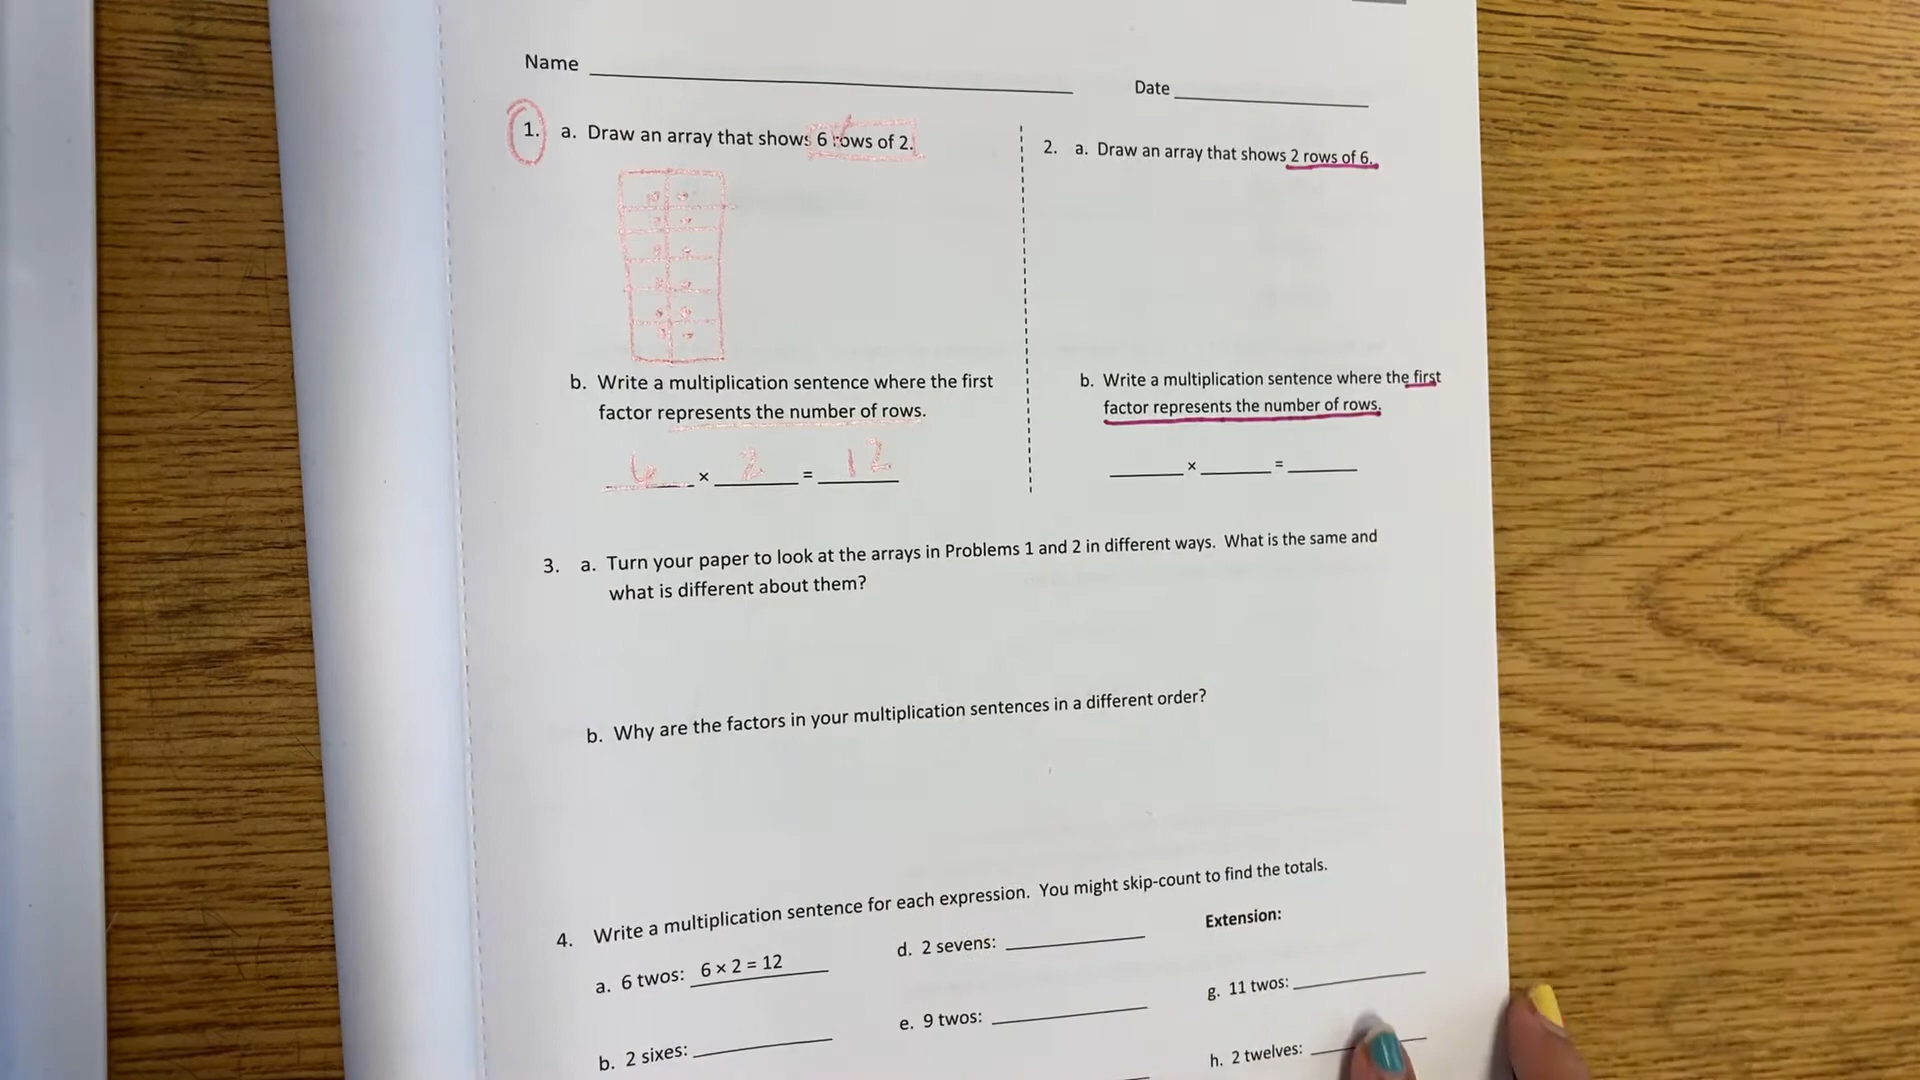 Name
Date
1. a. Draw an array that shows 6 rows of 2.
b. Write a multiplication sentence where the first
factor represents the number of rows.
6 × 2 = 12
2. a. Draw an array that shows 2 rows of 6.
b. Write a multiplication sentence where the first
factor represents the number of rows.
× =
3. a. Turn your paper to look at the arrays in Problems 1 and 2 in different ways. What is the same and
what is different about them?
b. Why are the factors in your multiplication sentences in a different order?
4. Write a multiplication sentence for each expression. You might skip-count to find the totals.
a. 6 twos: 6 × 2 = 12
b. 2 sixes:
d. 2 sevens:
e. 9 twos:
Extension:
g. 11 twos:
h. 2 twelves: